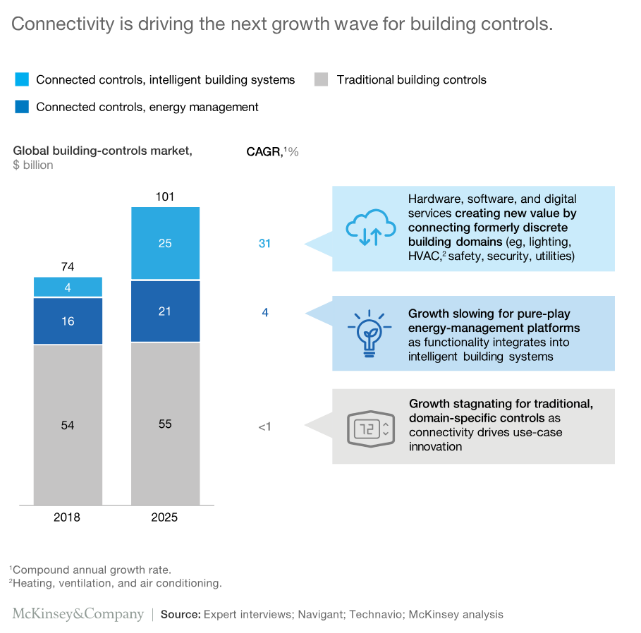 Connectivity is driving the next growth wave for building controls.
Connected controls, intelligent building systems
Traditional building controls
Connected controls, energy management
Global building-controls market,
$ billion
CAGR,¹%
101
74
25
4
31
16
21
4
54
55
<1
2018
2025
Hardware, software, and digital
services creating new value by
connecting formerly discrete
building domains (eg, lighting,
HVAC,² safety, security, utilities)
Growth slowing for pure-play
energy-management platforms
as functionality integrates into
intelligent building systems
72
Growth stagnating for traditional,
domain-specific controls as
connectivity drives use-case
innovation
¹Compound annual growth rate.
²Heating, ventilation, and air conditioning.
McKinsey&Company | Source: Expert interviews; Navigant; Technavio; McKinsey analysis